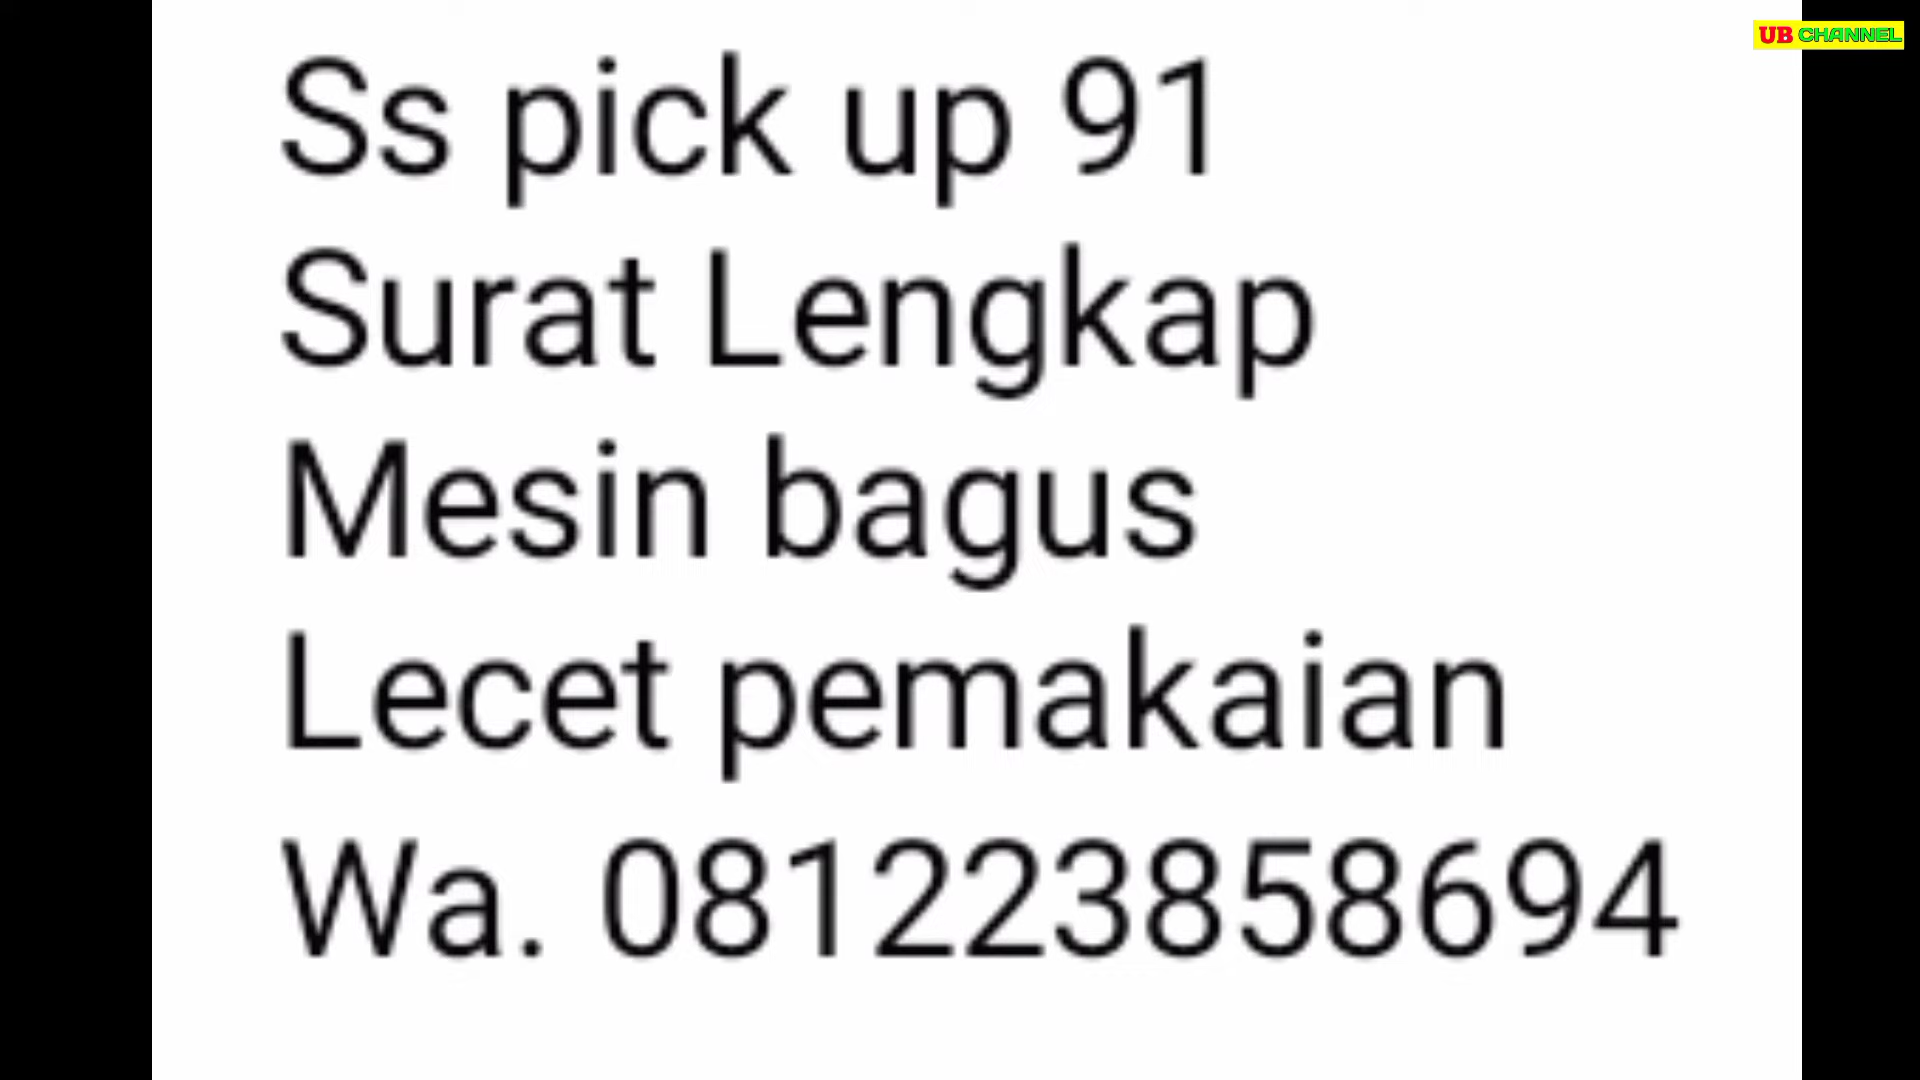 UB CHANNEL
Ss pick up 91
Surat Lengkap
Mesin bagus
Lecet pemakaian
Wa. 081223858694